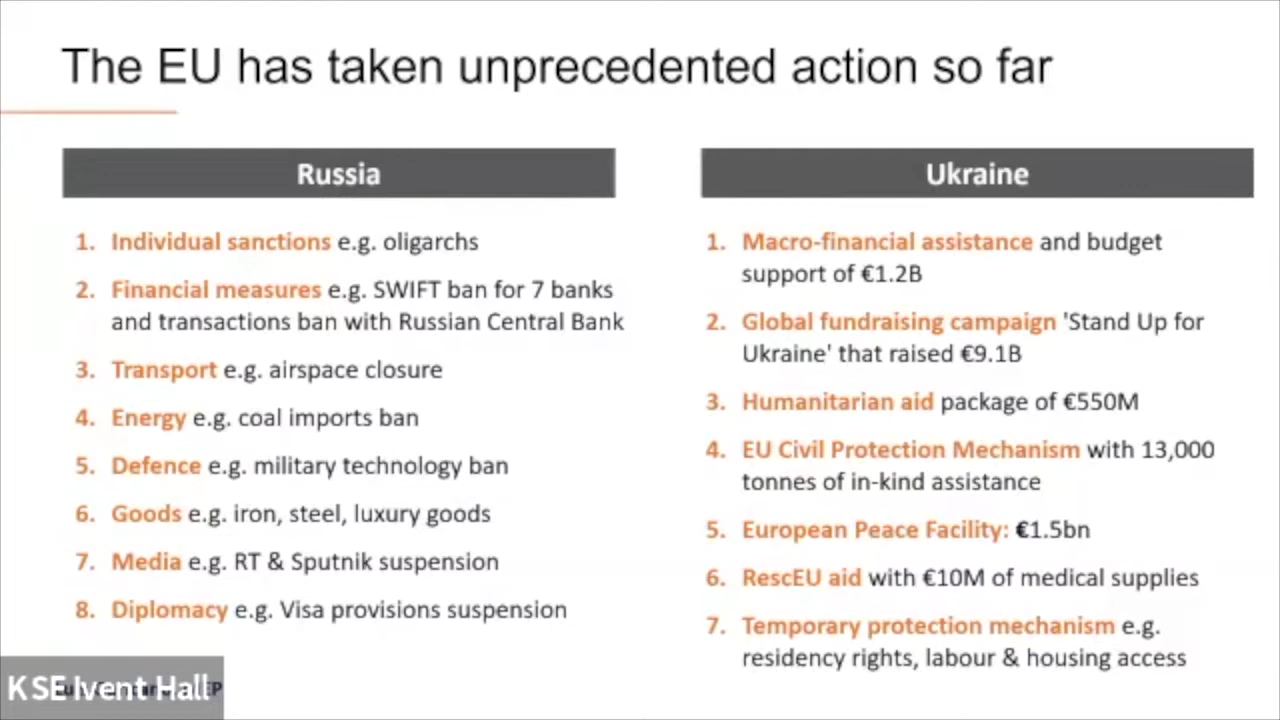 The EU has taken unprecedented action so far
Russia
1. Individual sanctions e.g. oligarchs
2. Financial measures e.g. SWIFT ban for 7 banks
and transactions ban with Russian Central Bank
3. Transport e.g. airspace closure
4. Energy e.g. coal imports ban
5. Defence e.g. military technology ban
6. Goods e.g. iron, steel, luxury goods
7. Media e.g. RT & Sputnik suspension
8. Diplomacy e.g. Visa provisions suspension
Ukraine
1. Macro-financial assistance and budget
support of €1.2B
2. Global fundraising campaign 'Stand Up for
Ukraine' that raised €9.1B
3. Humanitarian aid package of €550M
4. EU Civil Protection Mechanism with 13,000
tonnes of in-kind assistance
5. European Peace Facility: €1.5bn
6. RescEU aid with €10M of medical supplies
7. Temporary protection mechanism e.g.
residency rights, labour & housing access
KSE Ivent Hall